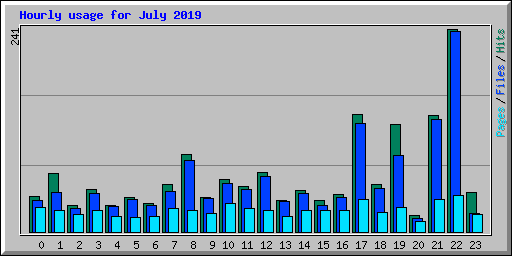 Hourly usage for July 2019
241
Pages/Files/Hits
0 1 2 3 4 5 6 7 8 9 10 11 12 13 14 15 16 17 18 19 20 21 22 23